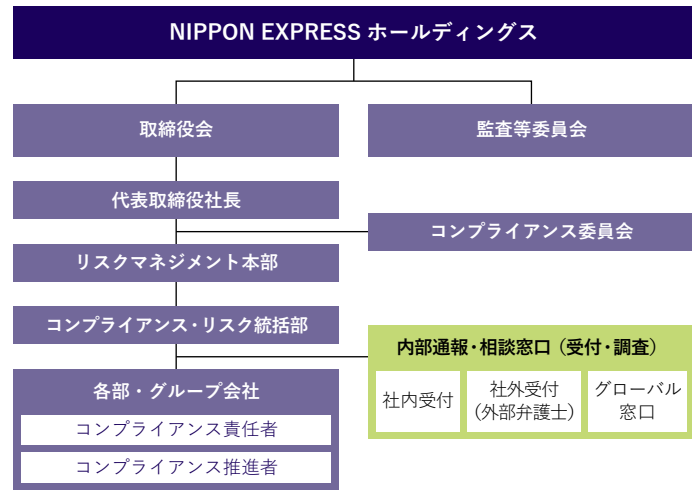 NIPPON EXPRESS ホールディングス
取締役会
監査等委員会
代表取締役社長
コンプライアンス委員会
リスクマネジメント本部
コンプライアンス・リスク統括部
内部通報・相談窓口（受付・調査）
社内受付
社外受付
(外部弁護士)
グローバル
窓口
各部・グループ会社
コンプライアンス責任者
コンプライアンス推進者